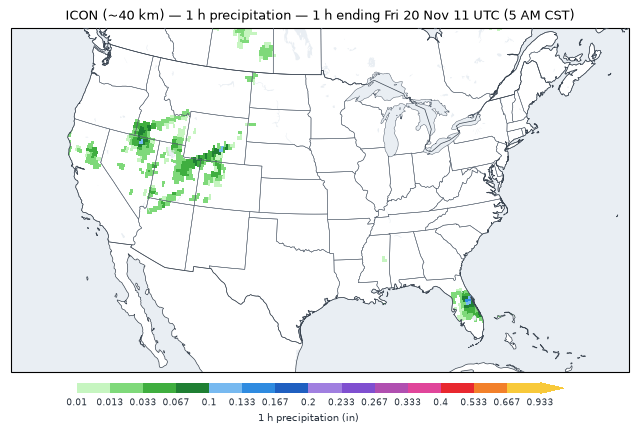 ICON (~40 km) — 1 h precipitation — 1 h ending Fri 20 Nov 11 UTC (5 AM CST)
0.01 0.013 0.033 0.067 0.1 0.133 0.167 0.2 0.233 0.267 0.333 0.4 0.533 0.667 0.933
1 h precipitation (in)